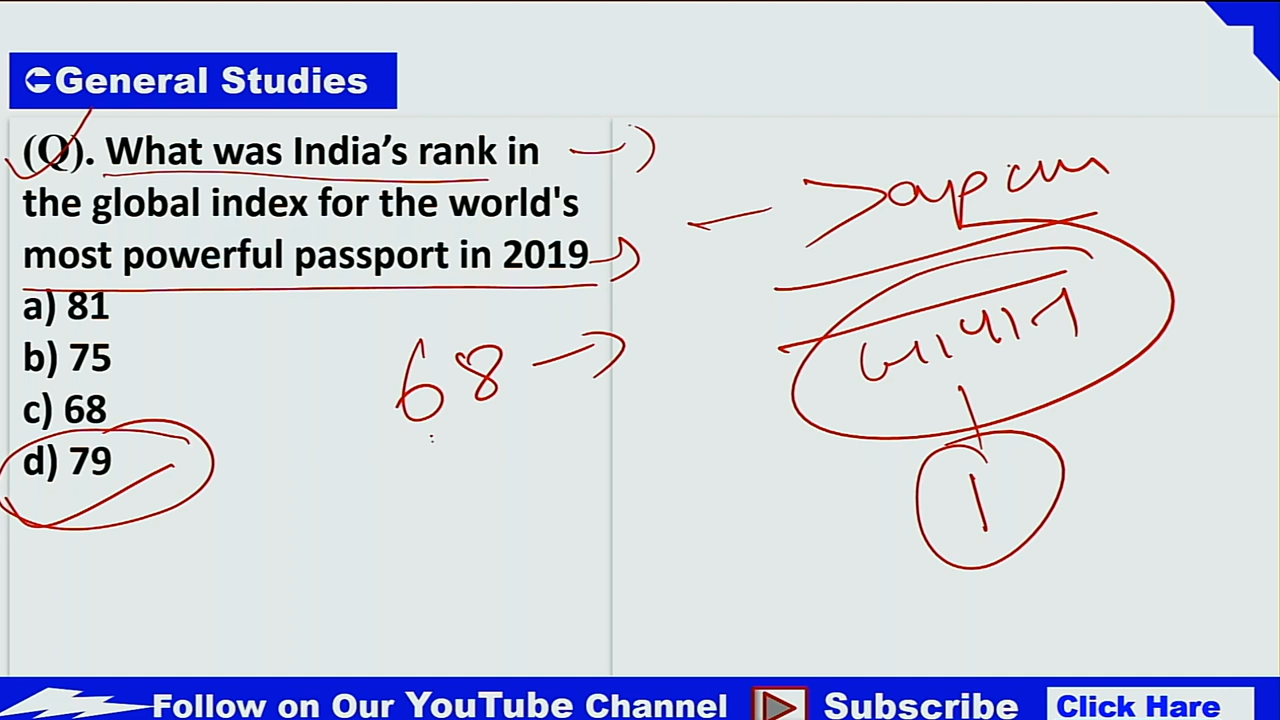 General Studies
(Q). What was India's rank in
the global index for the world's
most powerful passport in 2019
a) 81
b) 75
c) 68
d) 79
68
Japan
जापान
1
Follow on Our YouTube Channel
Subscribe
Click Hare